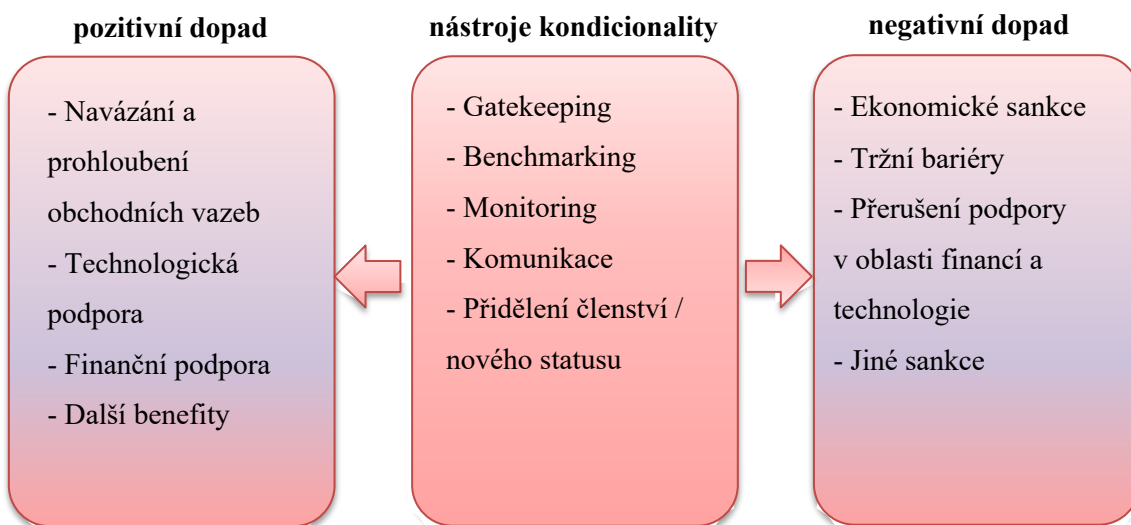 pozitivní dopad
- Navázání a
prohloubení
obchodních vazeb
- Technologická
podpora
- Finanční podpora
- Další benefity
nástroje kondicionality
- Gatekeeping
- Benchmarking
- Monitoring
- Komunikace
- Přidělení členství /
nového statusu
negativní dopad
- Ekonomické sankce
- Tržní bariéry
- Přerušení podpory
v oblasti financí a
technologie
- Jiné sankce